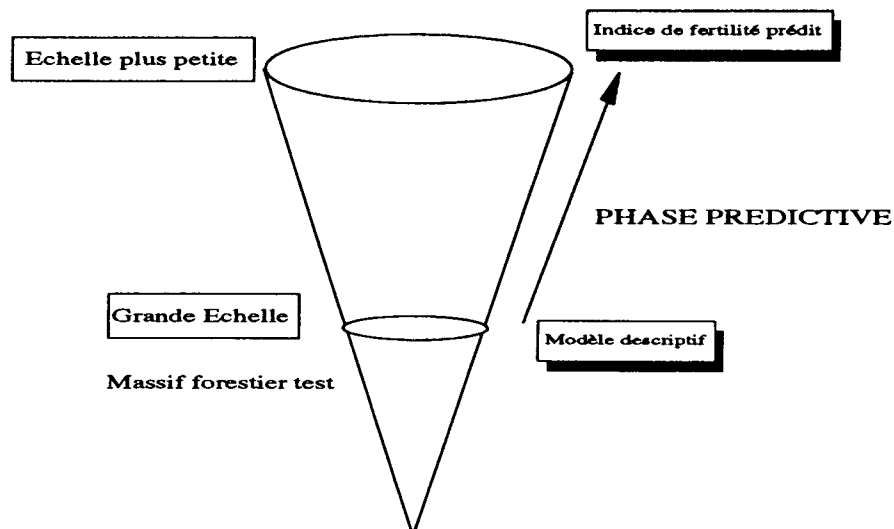 Indice de fertilité prédit
Echelle plus petite
PHASE PREDICTIVE
Grande Echelle
Modèle descriptif
Massif forestier test